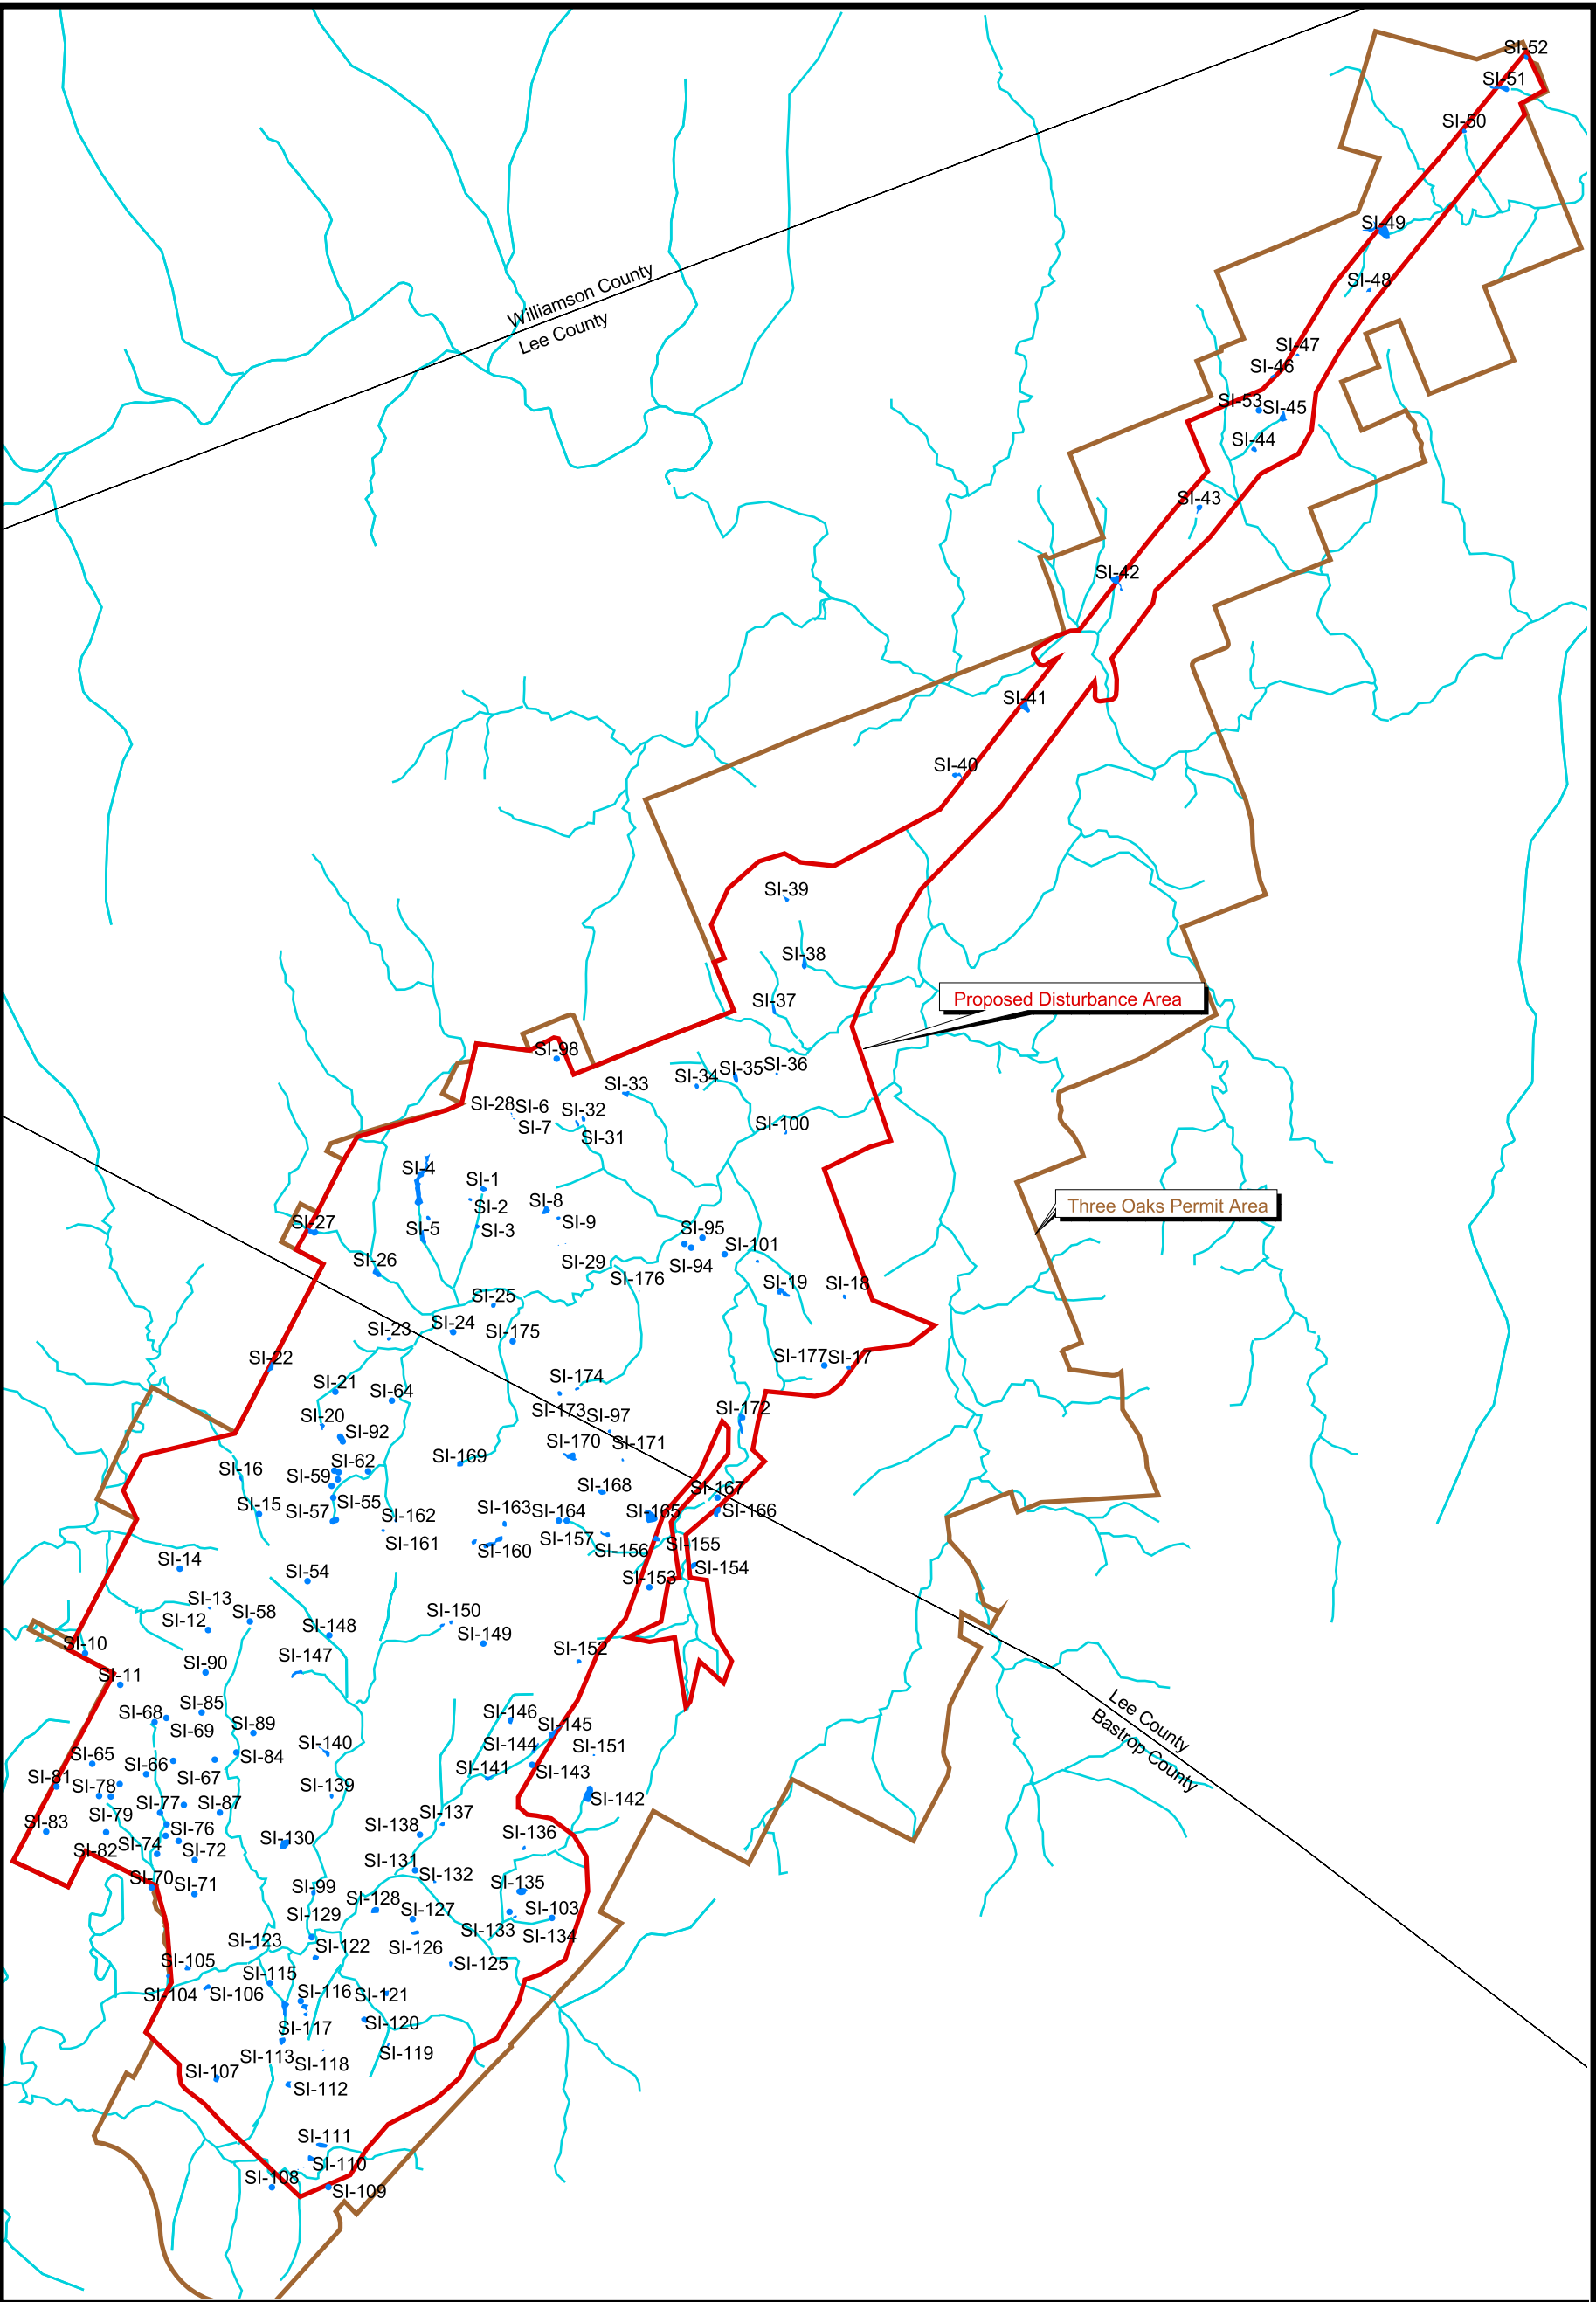 SI-52
SI-51
SI-50
SI-49
SI-48
Williamson County
Lee County
SI-47
SI-46
SI-53
SI-45
SI-44
SI-43
SI-42
SI-41
SI-40
SI-39
SI-38
SI-37
Proposed Disturbance Area
SI-98
SI-36
SI-35
SI-34
SI-33
SI-28
SI-6
SI-32
SI-7
SI-31
SI-100
SI-4
SI-1
SI-8
SI-2
Three Oaks Permit Area
SI-27
SI-5
SI-3
SI-9
SI-95
SI-101
SI-26
SI-29
SI-94
SI-176
SI-19
SI-18
SI-25
SI-24
SI-23
SI-175
SI-22
SI-177
SI-17
SI-21
SI-64
SI-174
SI-20
SI-92
SI-173
SI-97
SI-172
SI-170
SI-171
SI-16
SI-59
SI-62
SI-169
SI-168
SI-167
SI-15
SI-57
SI-55
SI-162
SI-163
SI-164
SI-165
SI-166
SI-161
SI-160
SI-157
SI-156
SI-155
SI-14
SI-54
SI-153
SI-154
SI-13
SI-12
SI-58
SI-148
SI-150
SI-149
SI-10
SI-147
SI-152
SI-11
SI-90
SI-68
SI-85
SI-69
SI-89
SI-146
SI-145
Lee County
Bastrop County
SI-65
SI-66
SI-84
SI-140
SI-144
SI-151
SI-81
SI-78
SI-67
SI-139
SI-141
SI-143
SI-83
SI-79
SI-77
SI-87
SI-142
SI-82
SI-74
SI-76
SI-72
SI-130
SI-138
SI-137
SI-136
SI-70
SI-71
SI-99
SI-131
SI-132
SI-135
SI-128
SI-127
SI-103
SI-129
SI-133
SI-134
SI-123
SI-122
SI-126
SI-125
SI-105
SI-104
SI-106
SI-115
SI-116
SI-121
SI-117
SI-120
SI-113
SI-118
SI-119
SI-107
SI-112
SI-111
SI-110
SI-108
SI-109